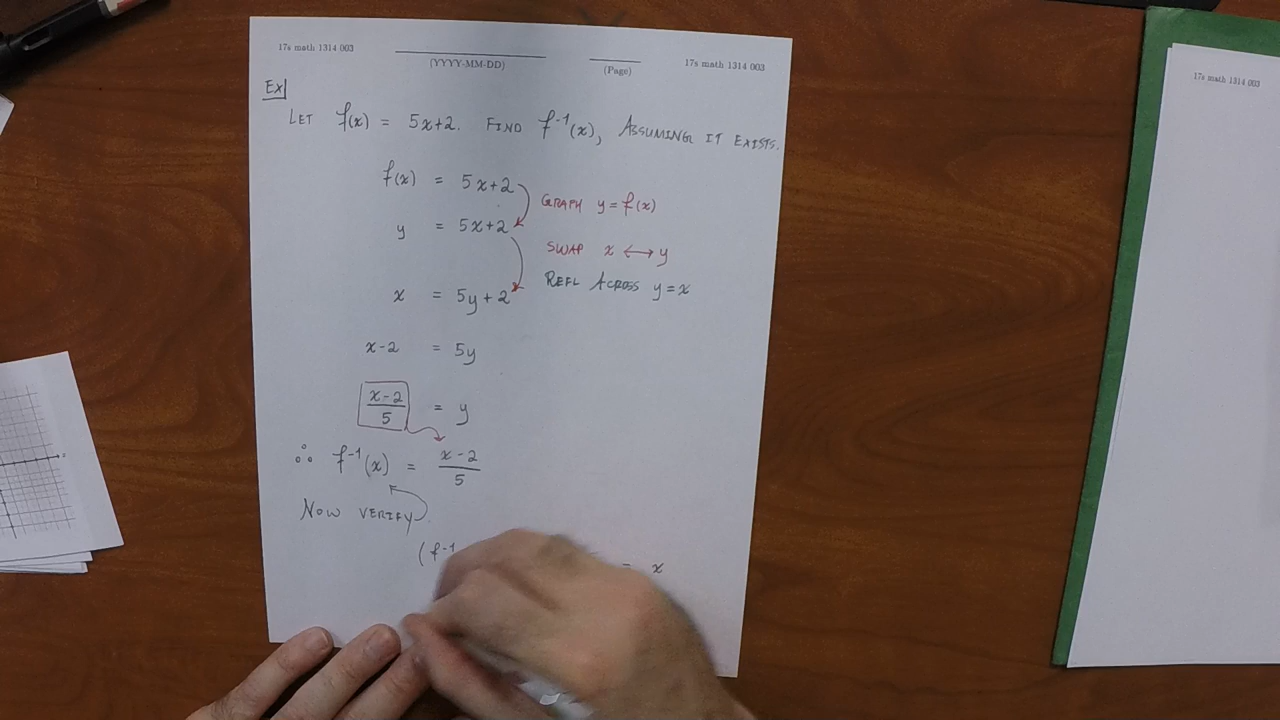 17s math 1314 003 (YYYY-MM-DD) (Page) 17s math 1314 003
Ex
LET f(x) = 5x+2. FIND f⁻¹(x), ASSUMING IT EXISTS.
f(x) = 5x+2
GRAPH y=f(x)
y = 5x+2
SWAP x ⟷ y
REFL ACROSS y=x
x = 5y+2
x-2 = 5y
(x-2)/5 = y
∴ f⁻¹(x) = (x-2)/5
NOW VERIFY
(f⁻¹ = x
17s math 1314 003